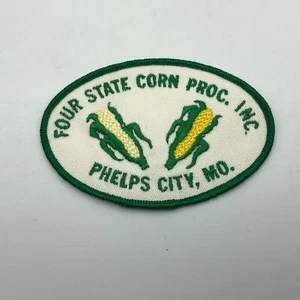 FOUR STATE CORN PROC. INC.
PHELPS CITY, MO.